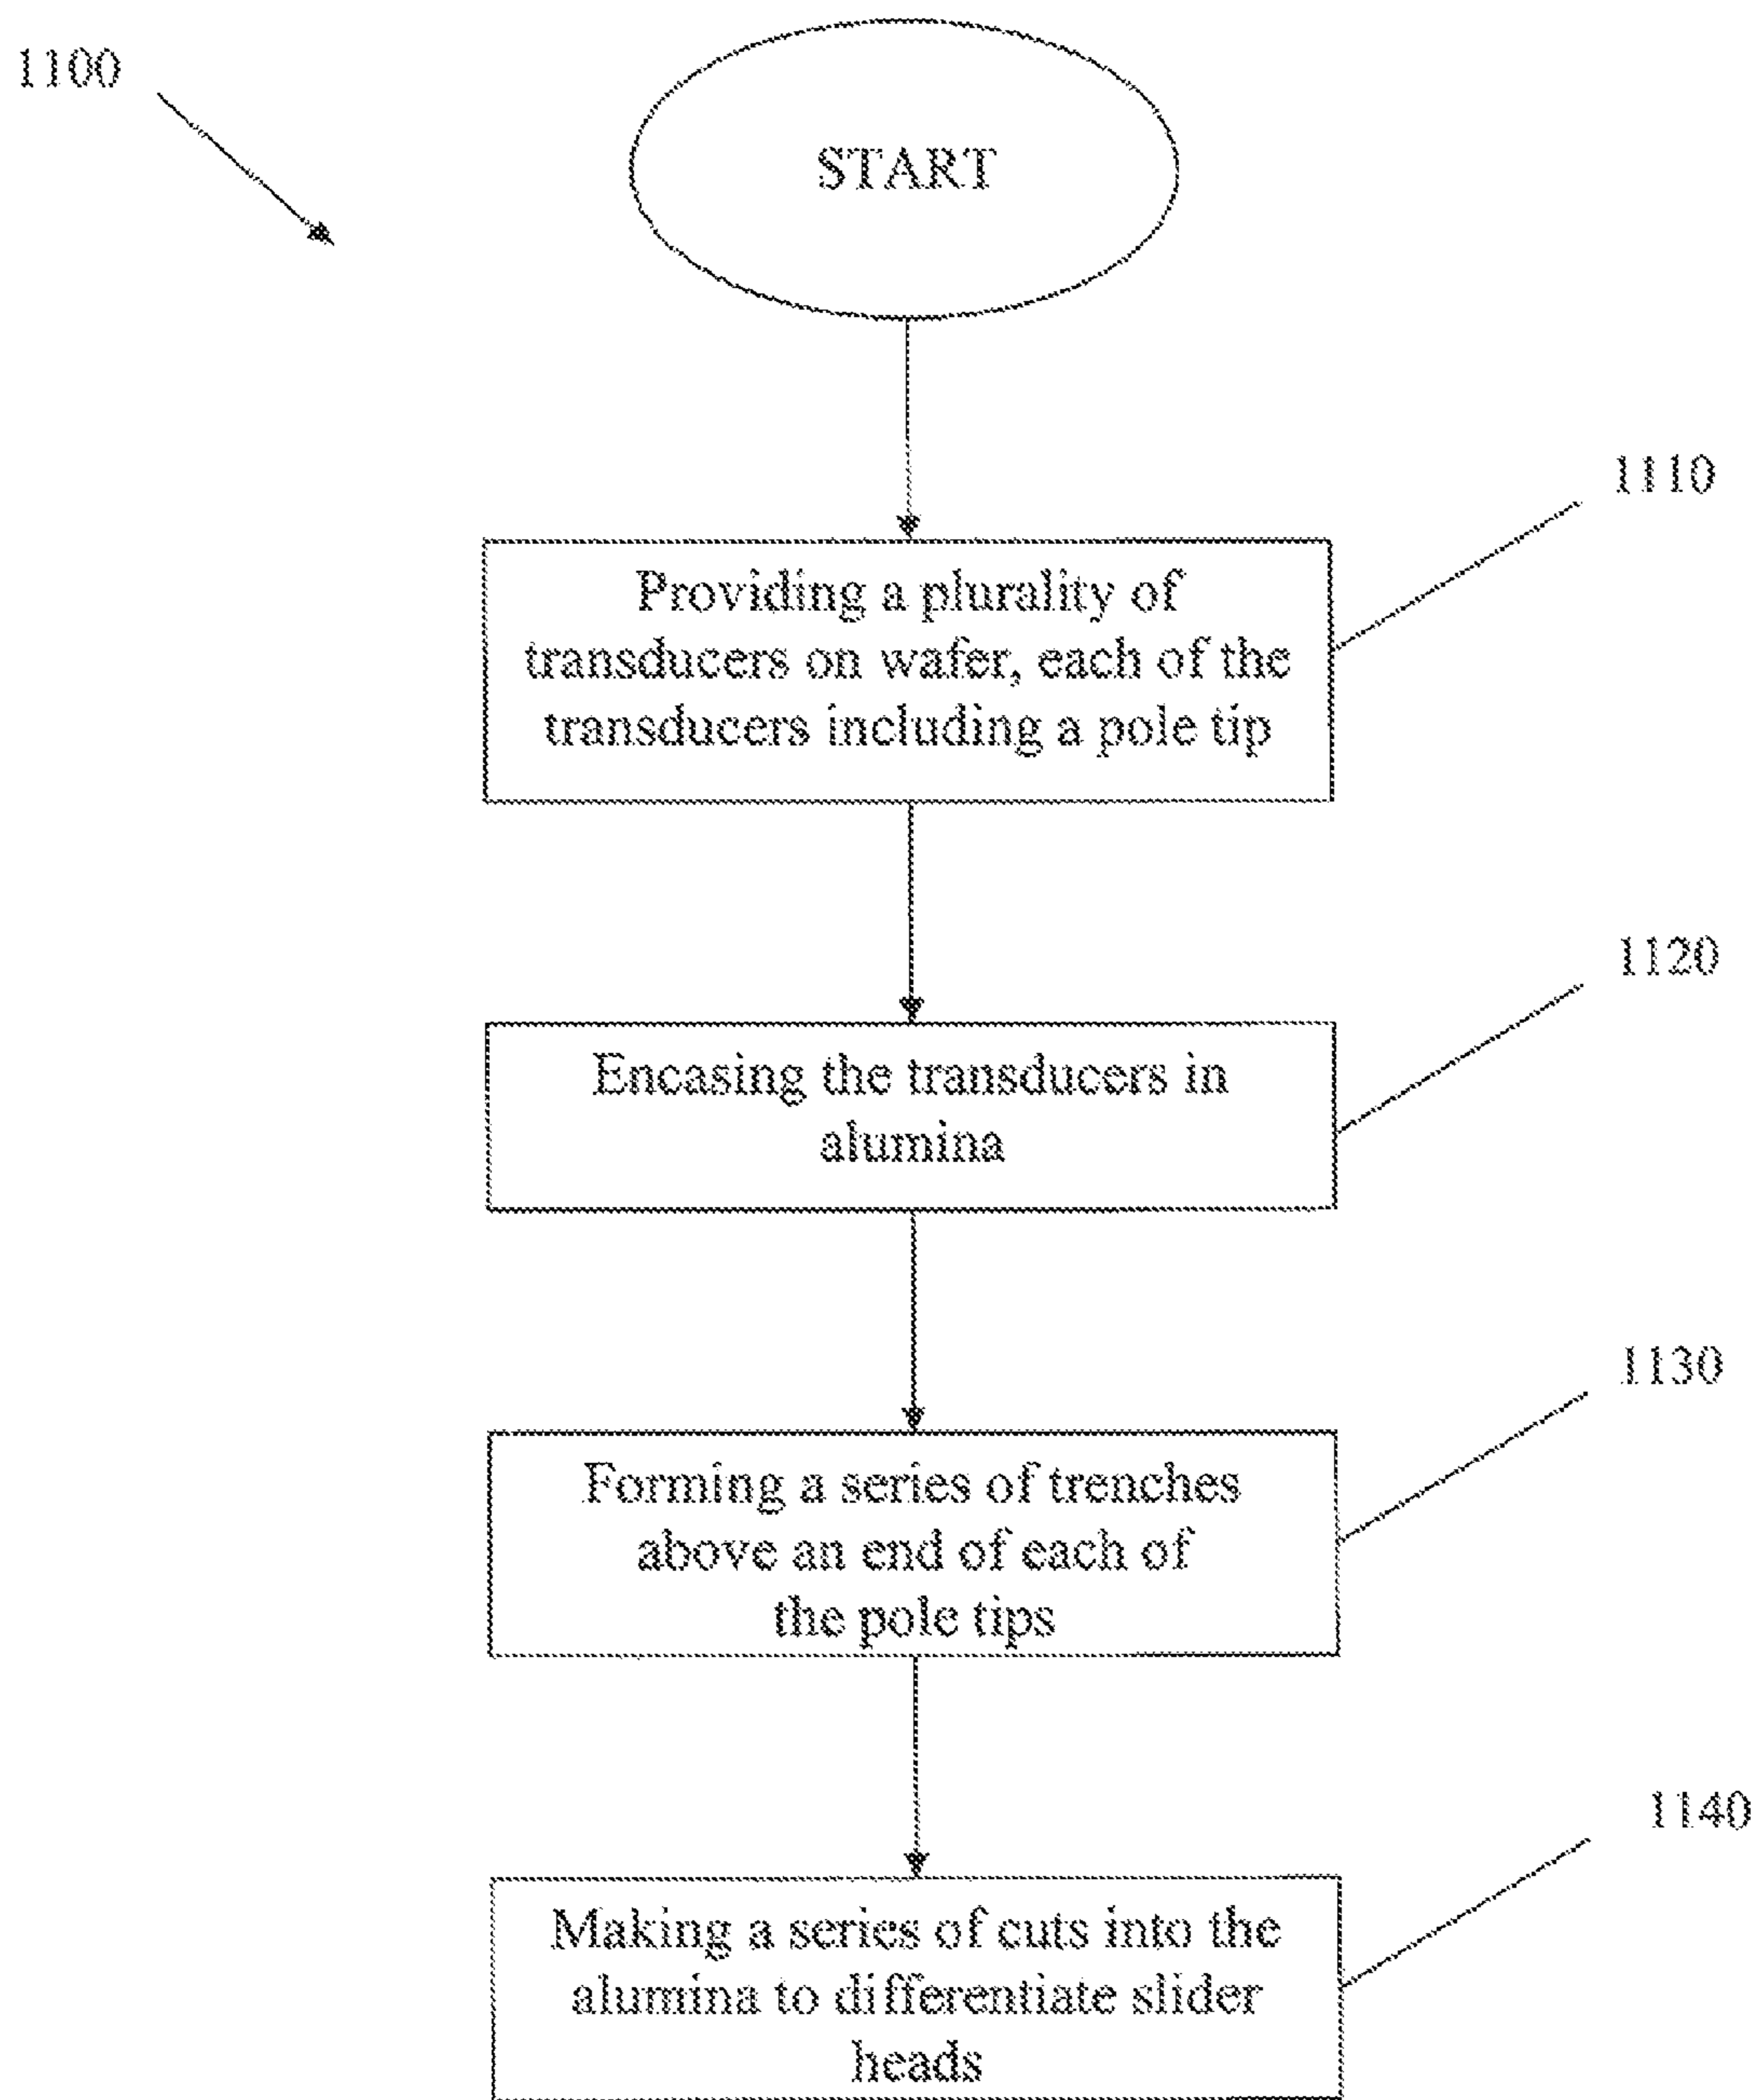 1100
START
1110
Providing a plurality of
transducers on wafer, each of the
transducers including a pole tip
1120
Encasing the transducers in
alumina
1130
Forming a series of trenches
above an end of each of
the pole tips
1140
Making a series of cuts into the
alumina to differentiate slider
heads